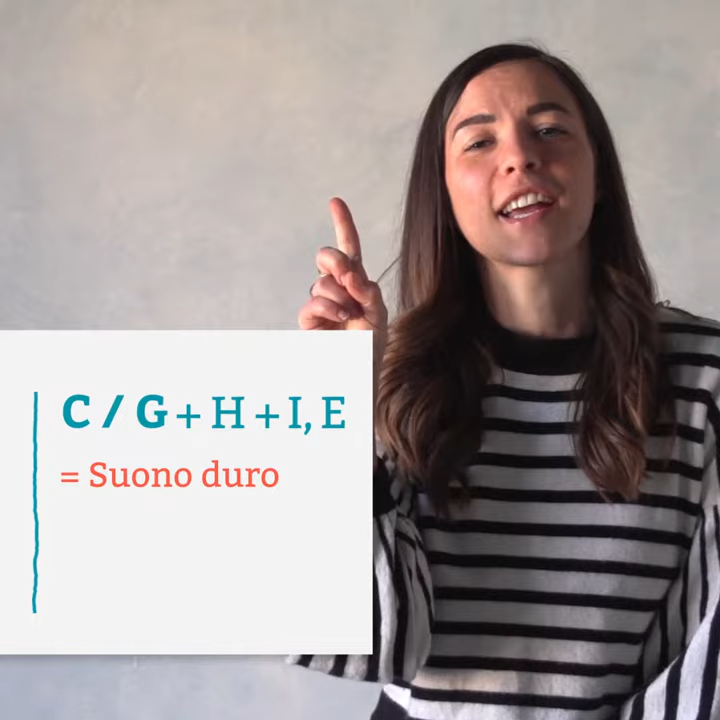 C / G + H + I, E
= Suono duro